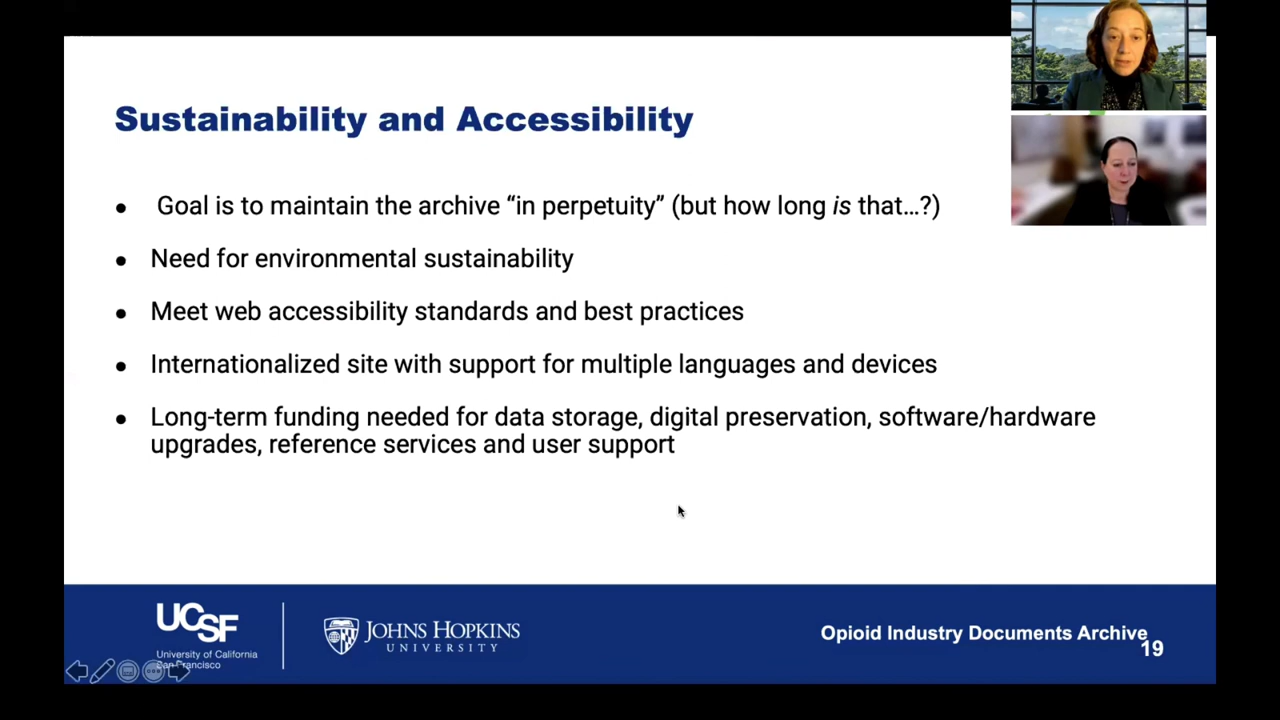 Sustainability and Accessibility
● Goal is to maintain the archive “in perpetuity” (but how long is that…?)
● Need for environmental sustainability
● Meet web accessibility standards and best practices
● Internationalized site with support for multiple languages and devices
● Long-term funding needed for data storage, digital preservation, software/hardware
upgrades, reference services and user support
UCSF
University of California
San Francisco
JOHNS HOPKINS
UNIVERSITY
Opioid Industry Documents Archive
19